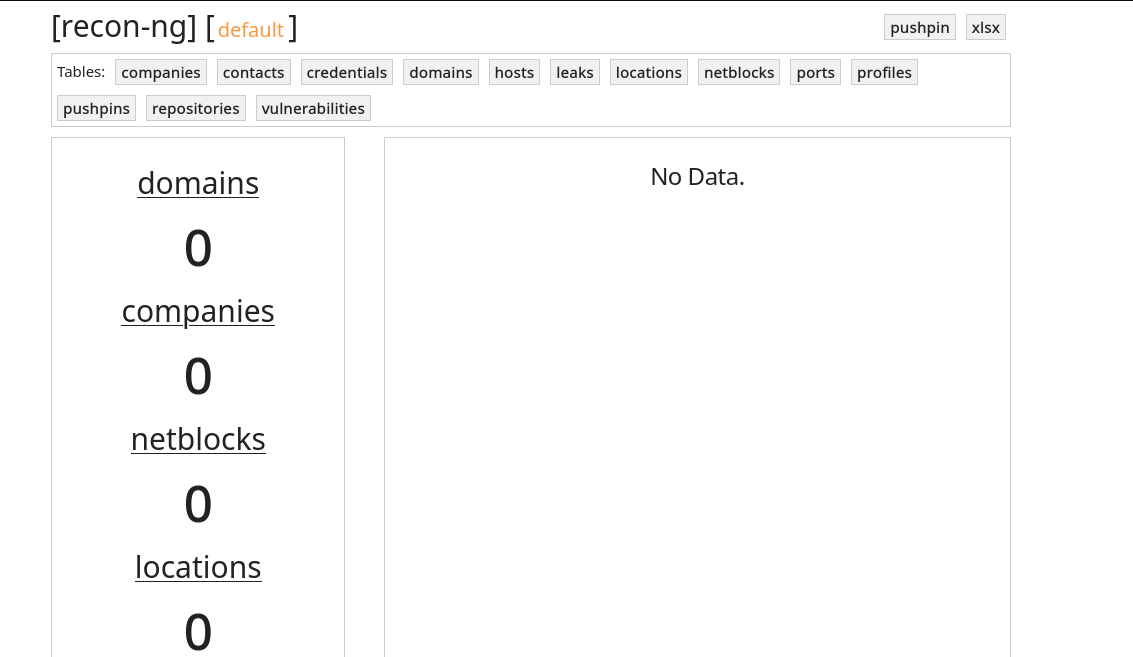 [recon-ng] [default] pushpin xlsx
Tables: companies contacts credentials domains hosts leaks locations netblocks ports profiles
pushpins repositories vulnerabilities
domains
0
companies
0
netblocks
0
locations
0
No Data.